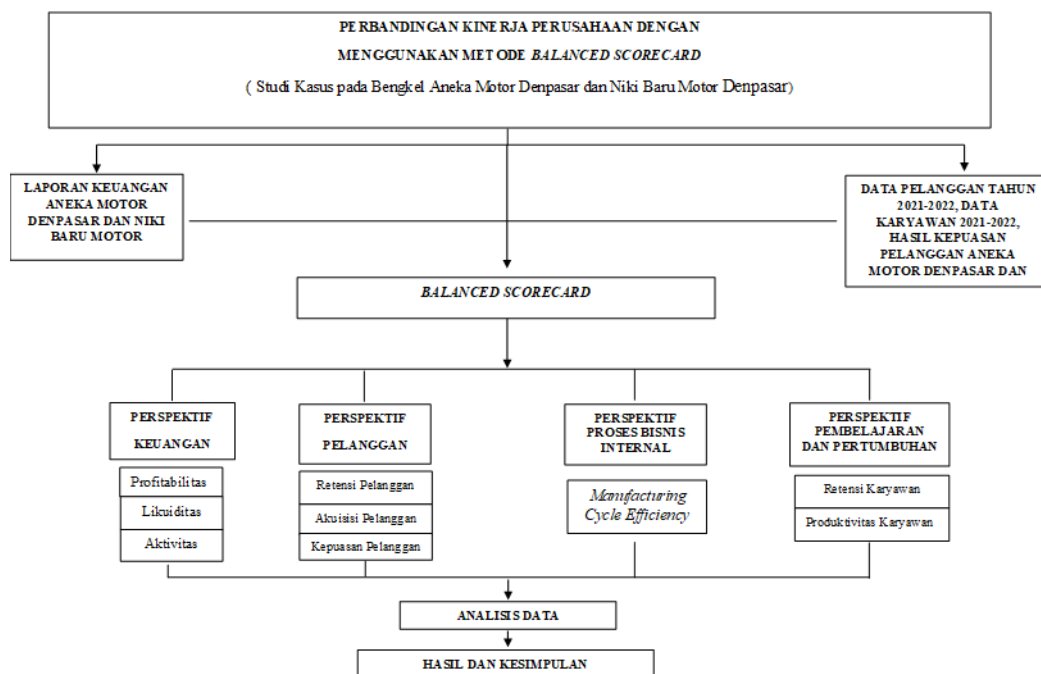 PERBANDINGAN KINERJA PERUSAHAAN DENGAN
MENGGUNAKAN METODE BALANCED SCORECARD
( Studi Kasus pada Bengkel Aneka Motor Denpasar dan Niki Baru Motor Denpasar)
LAPORAN KEUANGAN
ANEKA MOTOR
DENPASAR DAN NIKI
BARU MOTOR
DATA PELANGGAN TAHUN
2021-2022, DATA
KARYAWAN 2021-2022,
HASIL KEPUASAN
PELANGGAN ANEKA
MOTOR DENPASAR DAN
BALANCED SCORECARD
PERSPEKTIF
KEUANGAN
Profitabilitas
Likuiditas
Aktivitas
PERSPEKTIF
PELANGGAN
Retensi Pelanggan
Akuisisi Pelanggan
Kepuasan Pelanggan
PERSPEKTIF
PROSES BISNIS
INTERNAL
Manufacturing
Cycle Efficiency
PERSPEKTIF
PEMBELAJARAN
DAN PERTUMBUHAN
Retensi Karyawan
Produktivitas Karyawan
ANALISIS DATA
HASIL DAN KESIMPULAN